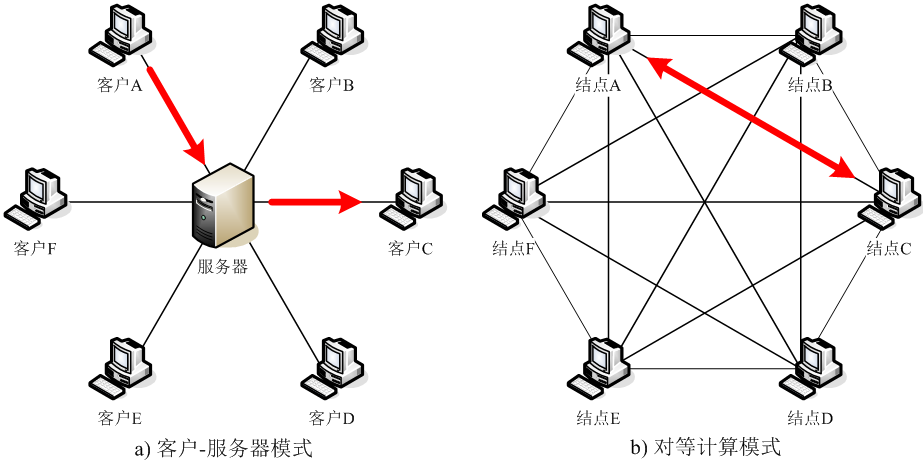 客户A
客户B
结点A
结点B
客户F
服务器
客户C
结点F
结点C
客户E
客户D
结点E
结点D
a) 客户-服务器模式
b) 对等计算模式